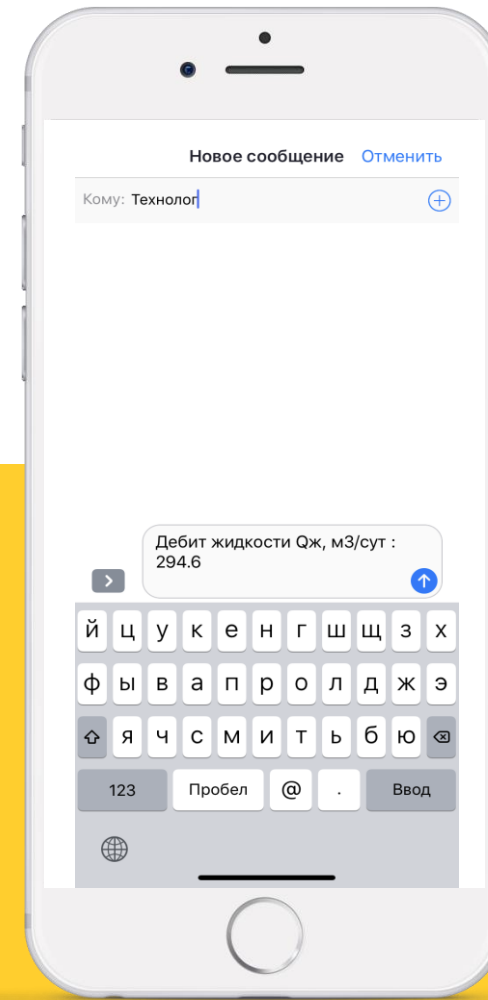 Новое сообщение Отменить
Кому: Технолог
Дебит жидкости Qж, м3/сут :
294.6
й ц у к е н г ш щ з х
ф ы в а п р о л д ж э
я ч с м и т ь б ю
123 Пробел @ . Ввод